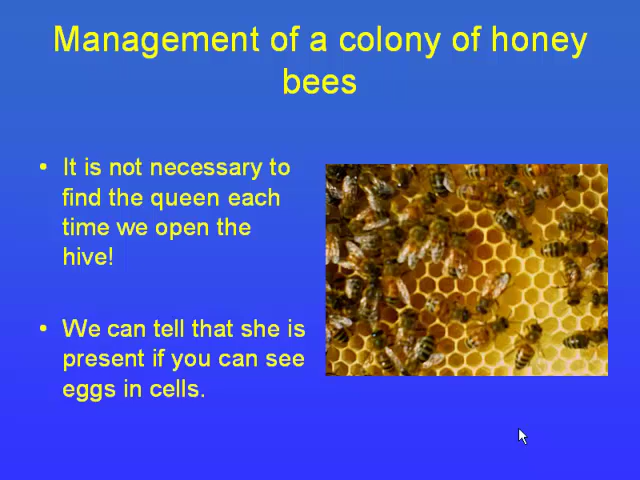 Management of a colony of honey
bees
• It is not necessary to
find the queen each
time we open the
hive!
• We can tell that she is
present if you can see
eggs in cells.